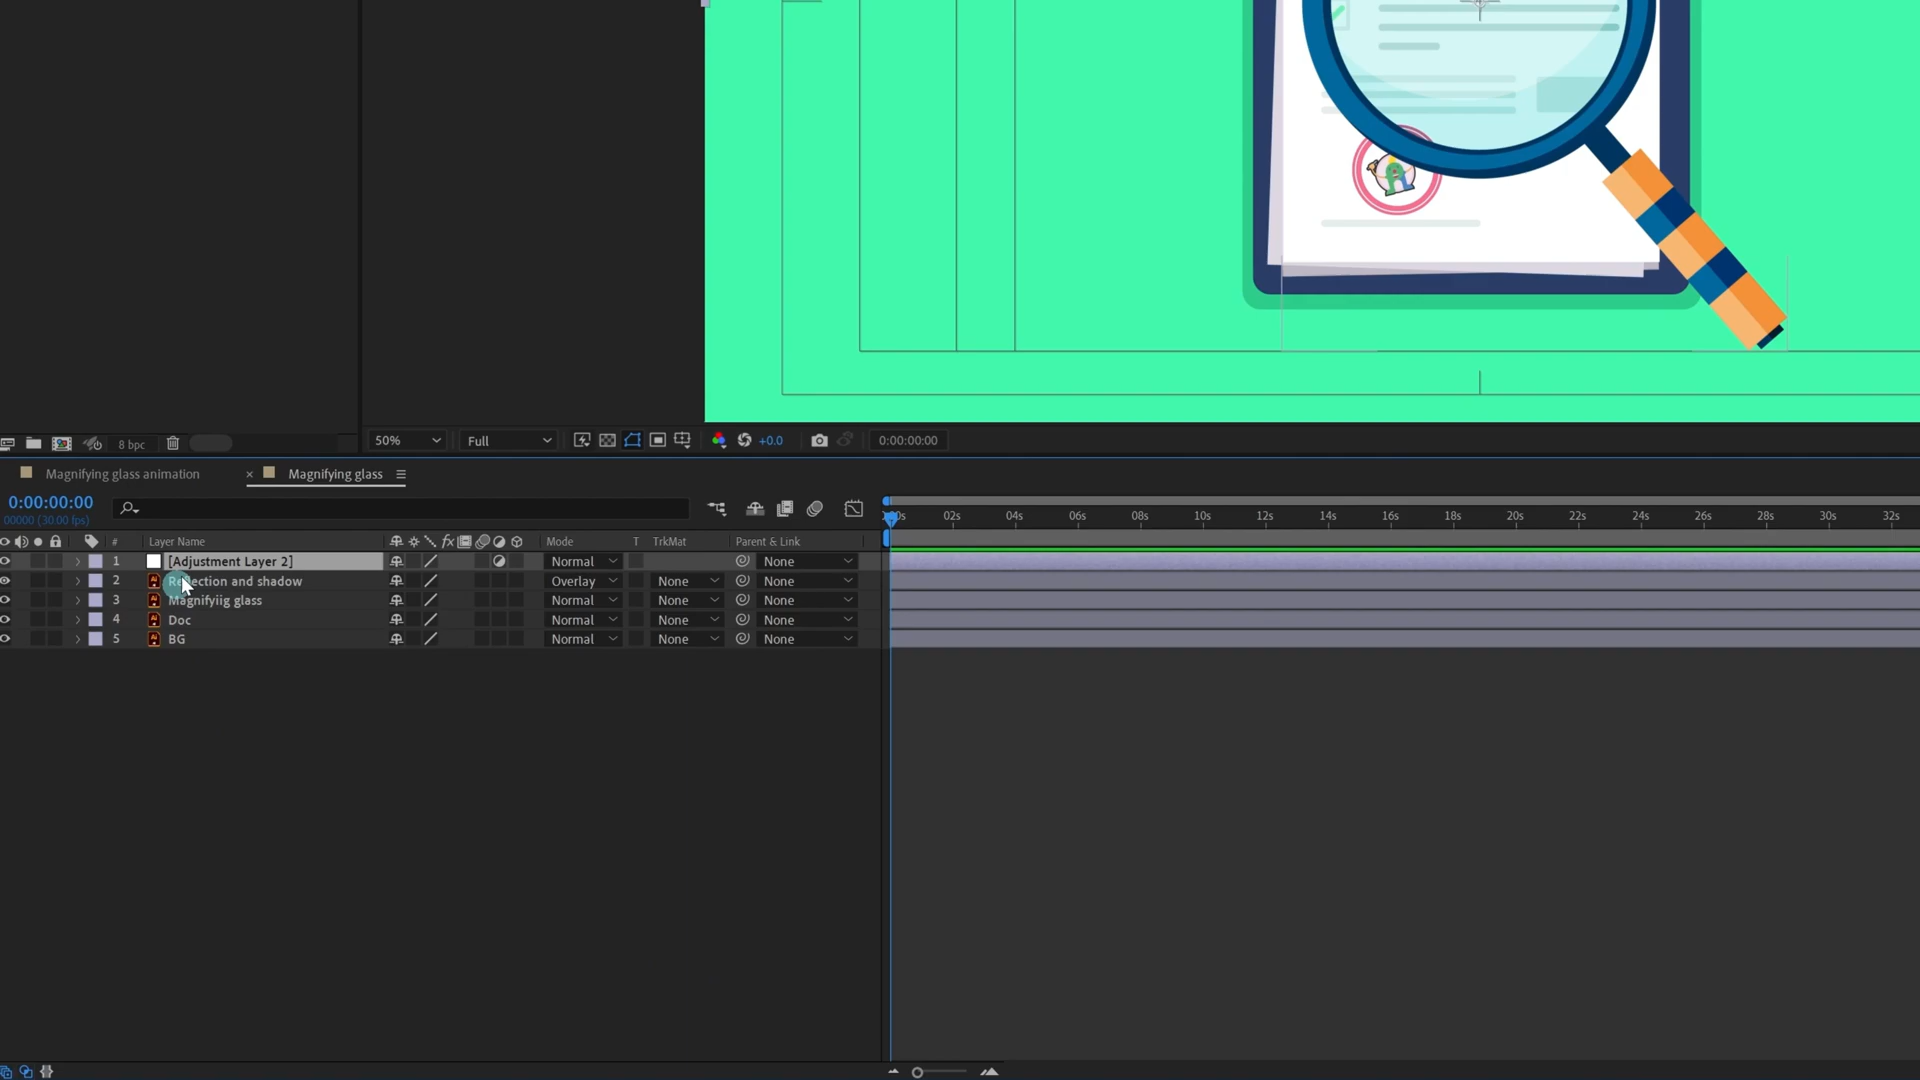 8 bpc 50% Full +0.0 0:00:00:00
Magnifying glass animation × Magnifying glass
0:00:00:00
00000 (30.00 fps)
02s 04s 06s 08s 10s 12s 14s 16s 18s 20s 22s 24s 26s 28s 30s 32s
# Layer Name Mode T TrkMat Parent & Link
1 [Adjustment Layer 2] Normal None
2 Reflection and shadow Overlay None None
3 Magnifyiig glass Normal None None
4 Doc Normal None None
5 BG Normal None None